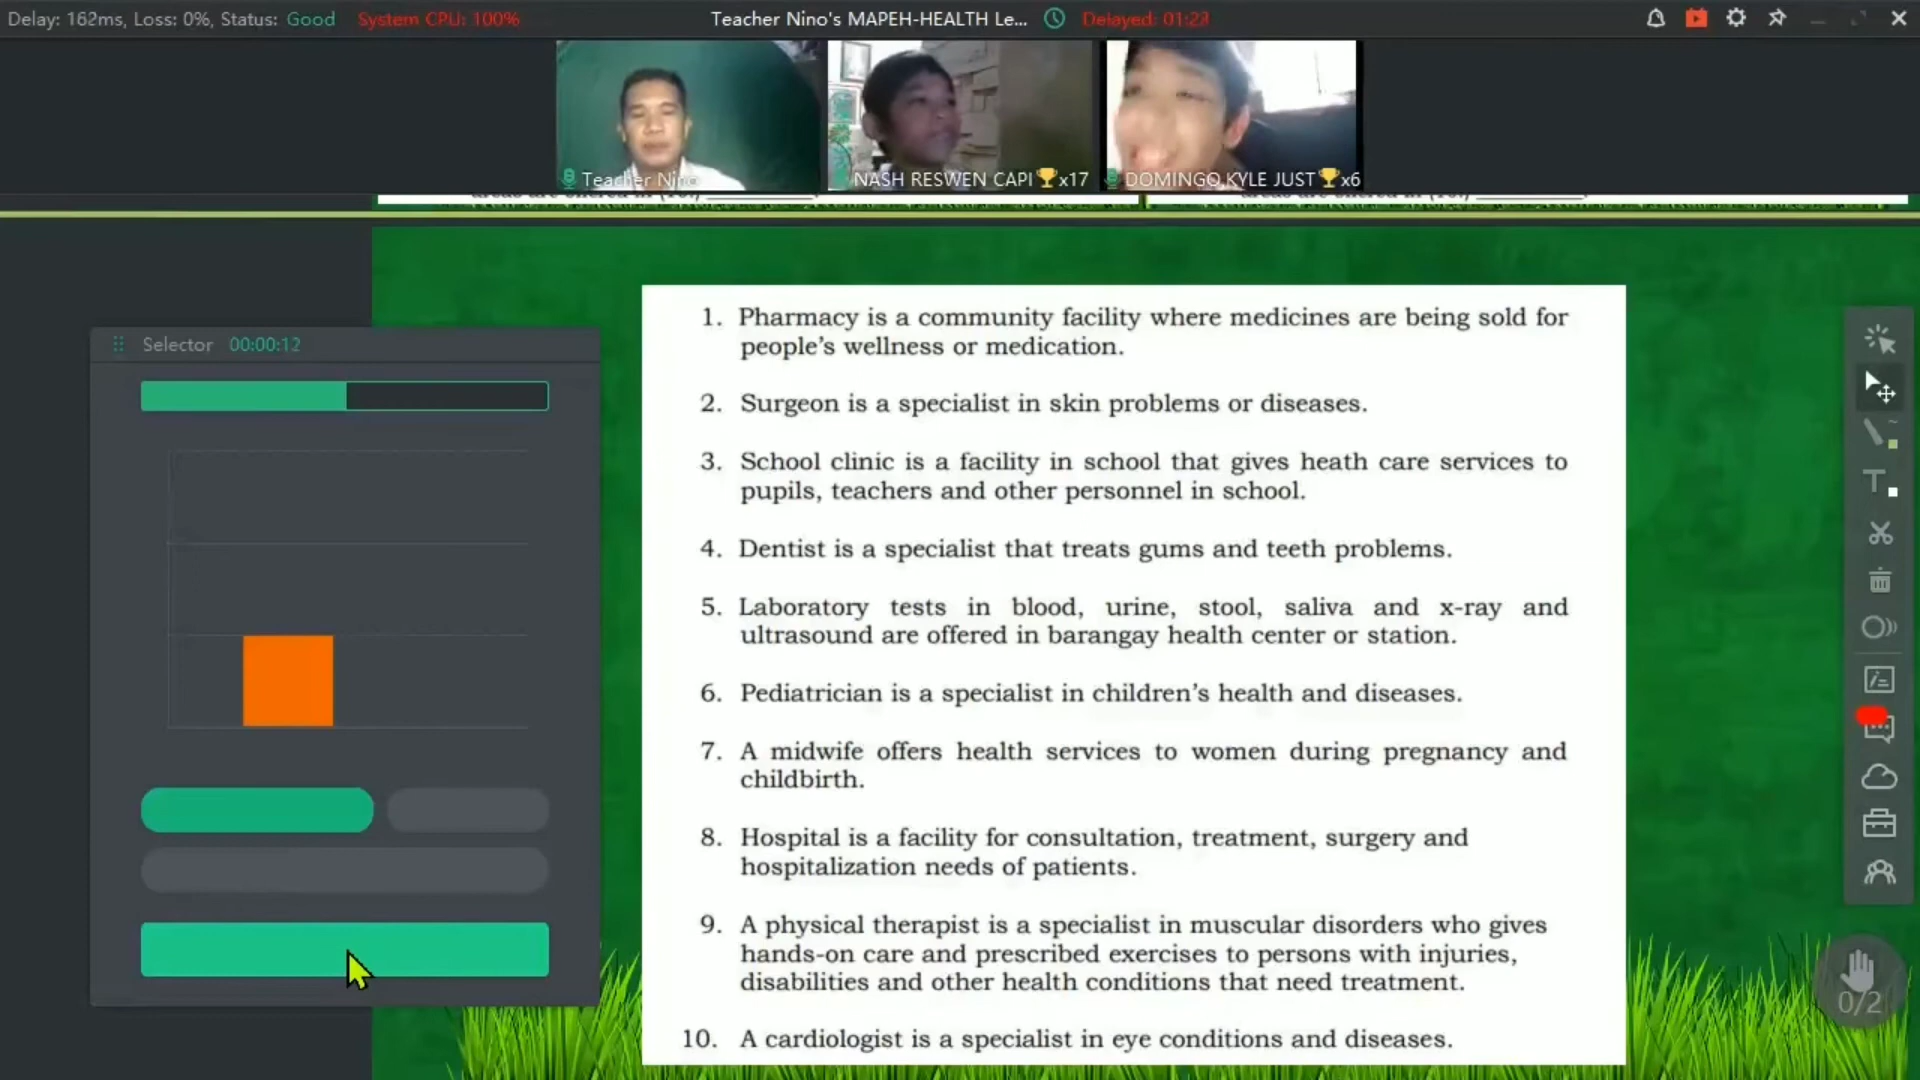 Delay: 162ms, Loss: 0%, Status: Good System CPU: 100% Teacher Nino's MAPEH-HEALTH Le... Delayed: 01:23
Teacher Nino NASH RESWEN CAPI x17 DOMINGO,KYLE JUST x6
Selector 00:00:12
1. Pharmacy is a community facility where medicines are being sold for
people's wellness or medication.
2. Surgeon is a specialist in skin problems or diseases.
3. School clinic is a facility in school that gives heath care services to
pupils, teachers and other personnel in school.
4. Dentist is a specialist that treats gums and teeth problems.
5. Laboratory tests in blood, urine, stool, saliva and x-ray and
ultrasound are offered in barangay health center or station.
6. Pediatrician is a specialist in children's health and diseases.
7. A midwife offers health services to women during pregnancy and
childbirth.
8. Hospital is a facility for consultation, treatment, surgery and
hospitalization needs of patients.
9. A physical therapist is a specialist in muscular disorders who gives
hands-on care and prescribed exercises to persons with injuries,
disabilities and other health conditions that need treatment.
10. A cardiologist is a specialist in eye conditions and diseases.
0/2